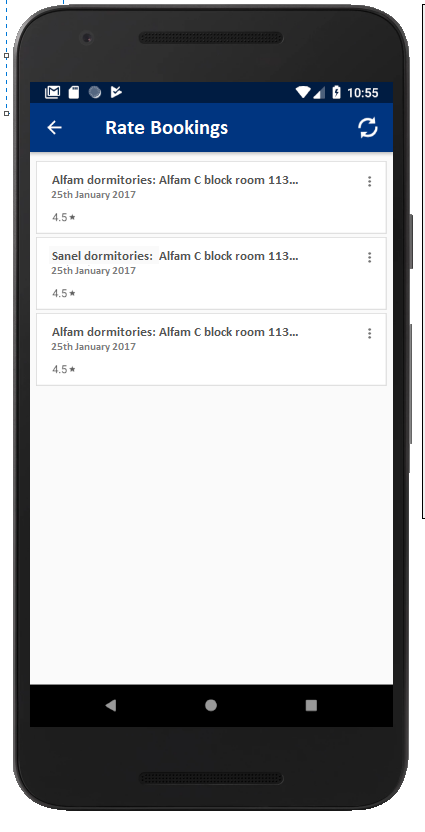 10:55
Rate Bookings
Alfam dormitories: Alfam C block room 113...
25th January 2017
4.5★
Sanel dormitories:  Alfam C block room 113...
25th January 2017
4.5★
Alfam dormitories: Alfam C block room 113...
25th January 2017
4.5★